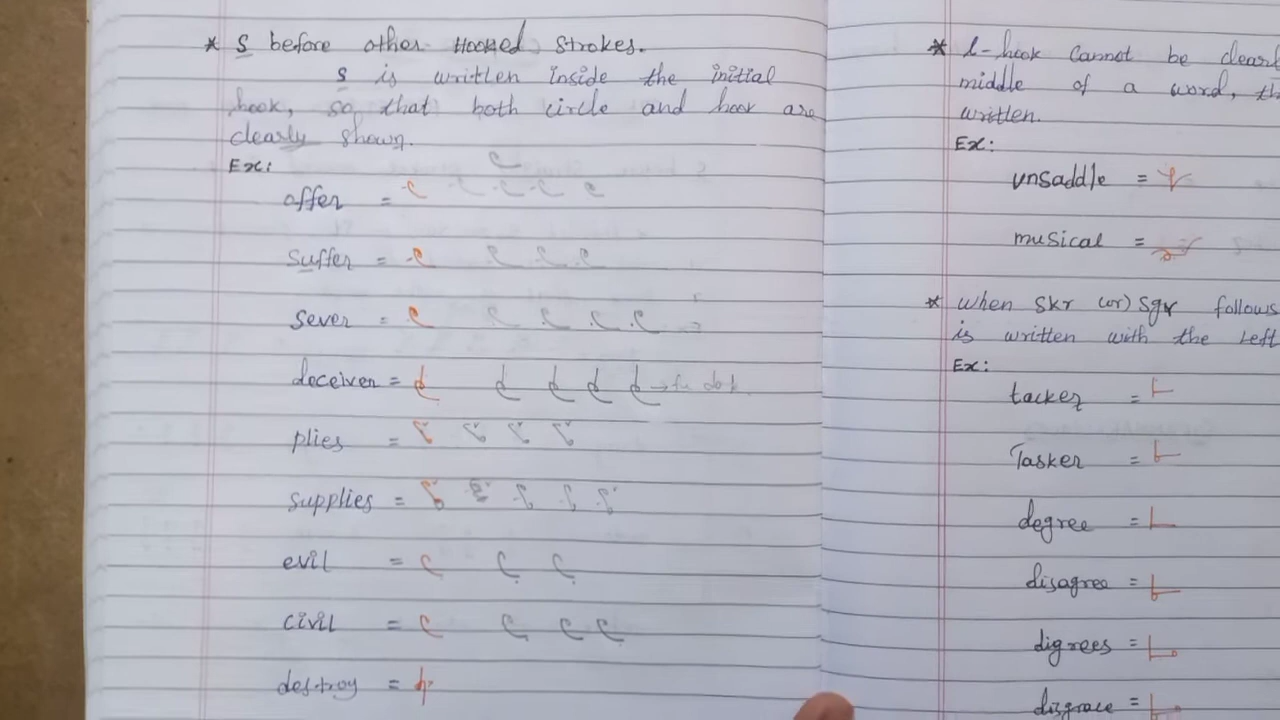 * S before other Hooked strokes.
S is written inside the initial
hook, so that both circle and hook are
clearly shown.
Ex:
offer =
suffer =
sever =
deceiver =
plies =
supplies =
evil =
civil =
destroy =
* l-hook cannot be clearl
middle of a word, th
written.
Ex:
unsaddle =
musical =
* when skr (or) sgr follows
is written with the Left
Ex:
tacker =
Tasker =
degree =
disagree =
digrees =
disgrace =